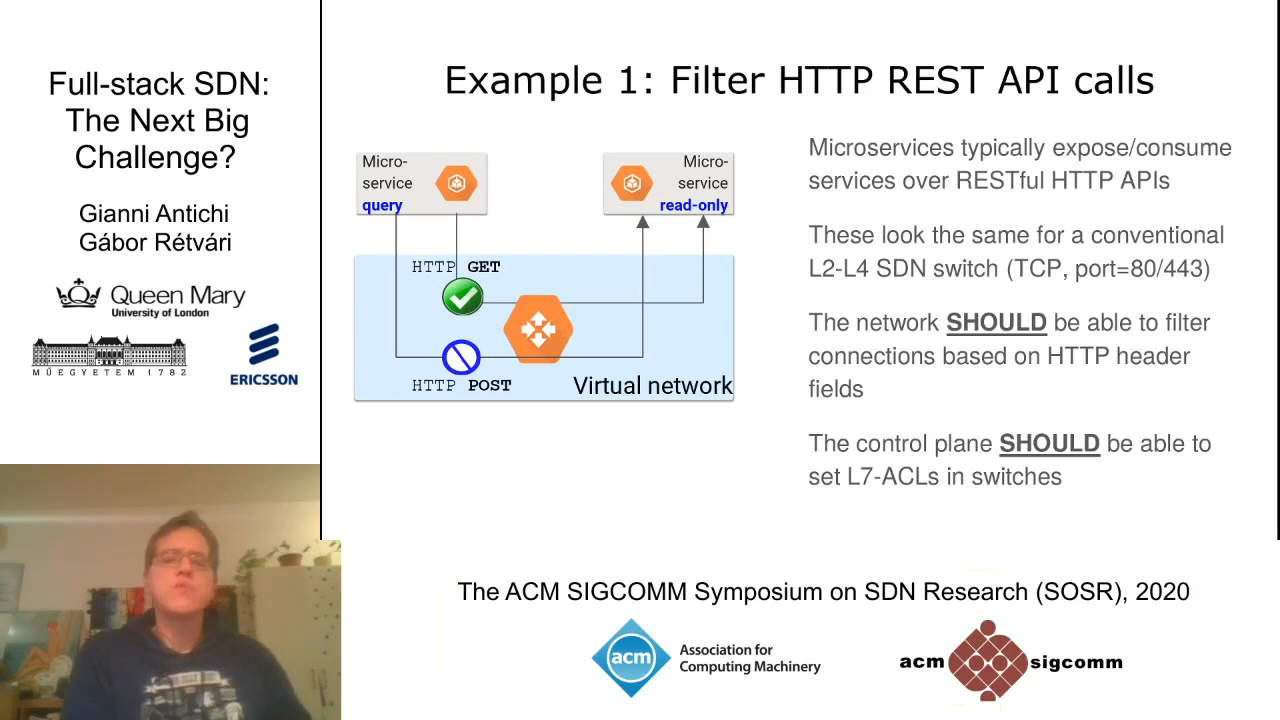 Full-stack SDN:
The Next Big
Challenge?
Gianni Antichi
Gábor Rétvári
Queen Mary
University of London
MŰEGYETEM 1782
ERICSSON
Example 1: Filter HTTP REST API calls
Micro-
service
query
Micro-
service
read-only
HTTP GET
HTTP POST
Virtual network
Microservices typically expose/consume
services over RESTful HTTP APIs
These look the same for a conventional
L2-L4 SDN switch (TCP, port=80/443)
The network SHOULD be able to filter
connections based on HTTP header
fields
The control plane SHOULD be able to
set L7-ACLs in switches
The ACM SIGCOMM Symposium on SDN Research (SOSR), 2020
acm
Association for
Computing Machinery
acm sigcomm